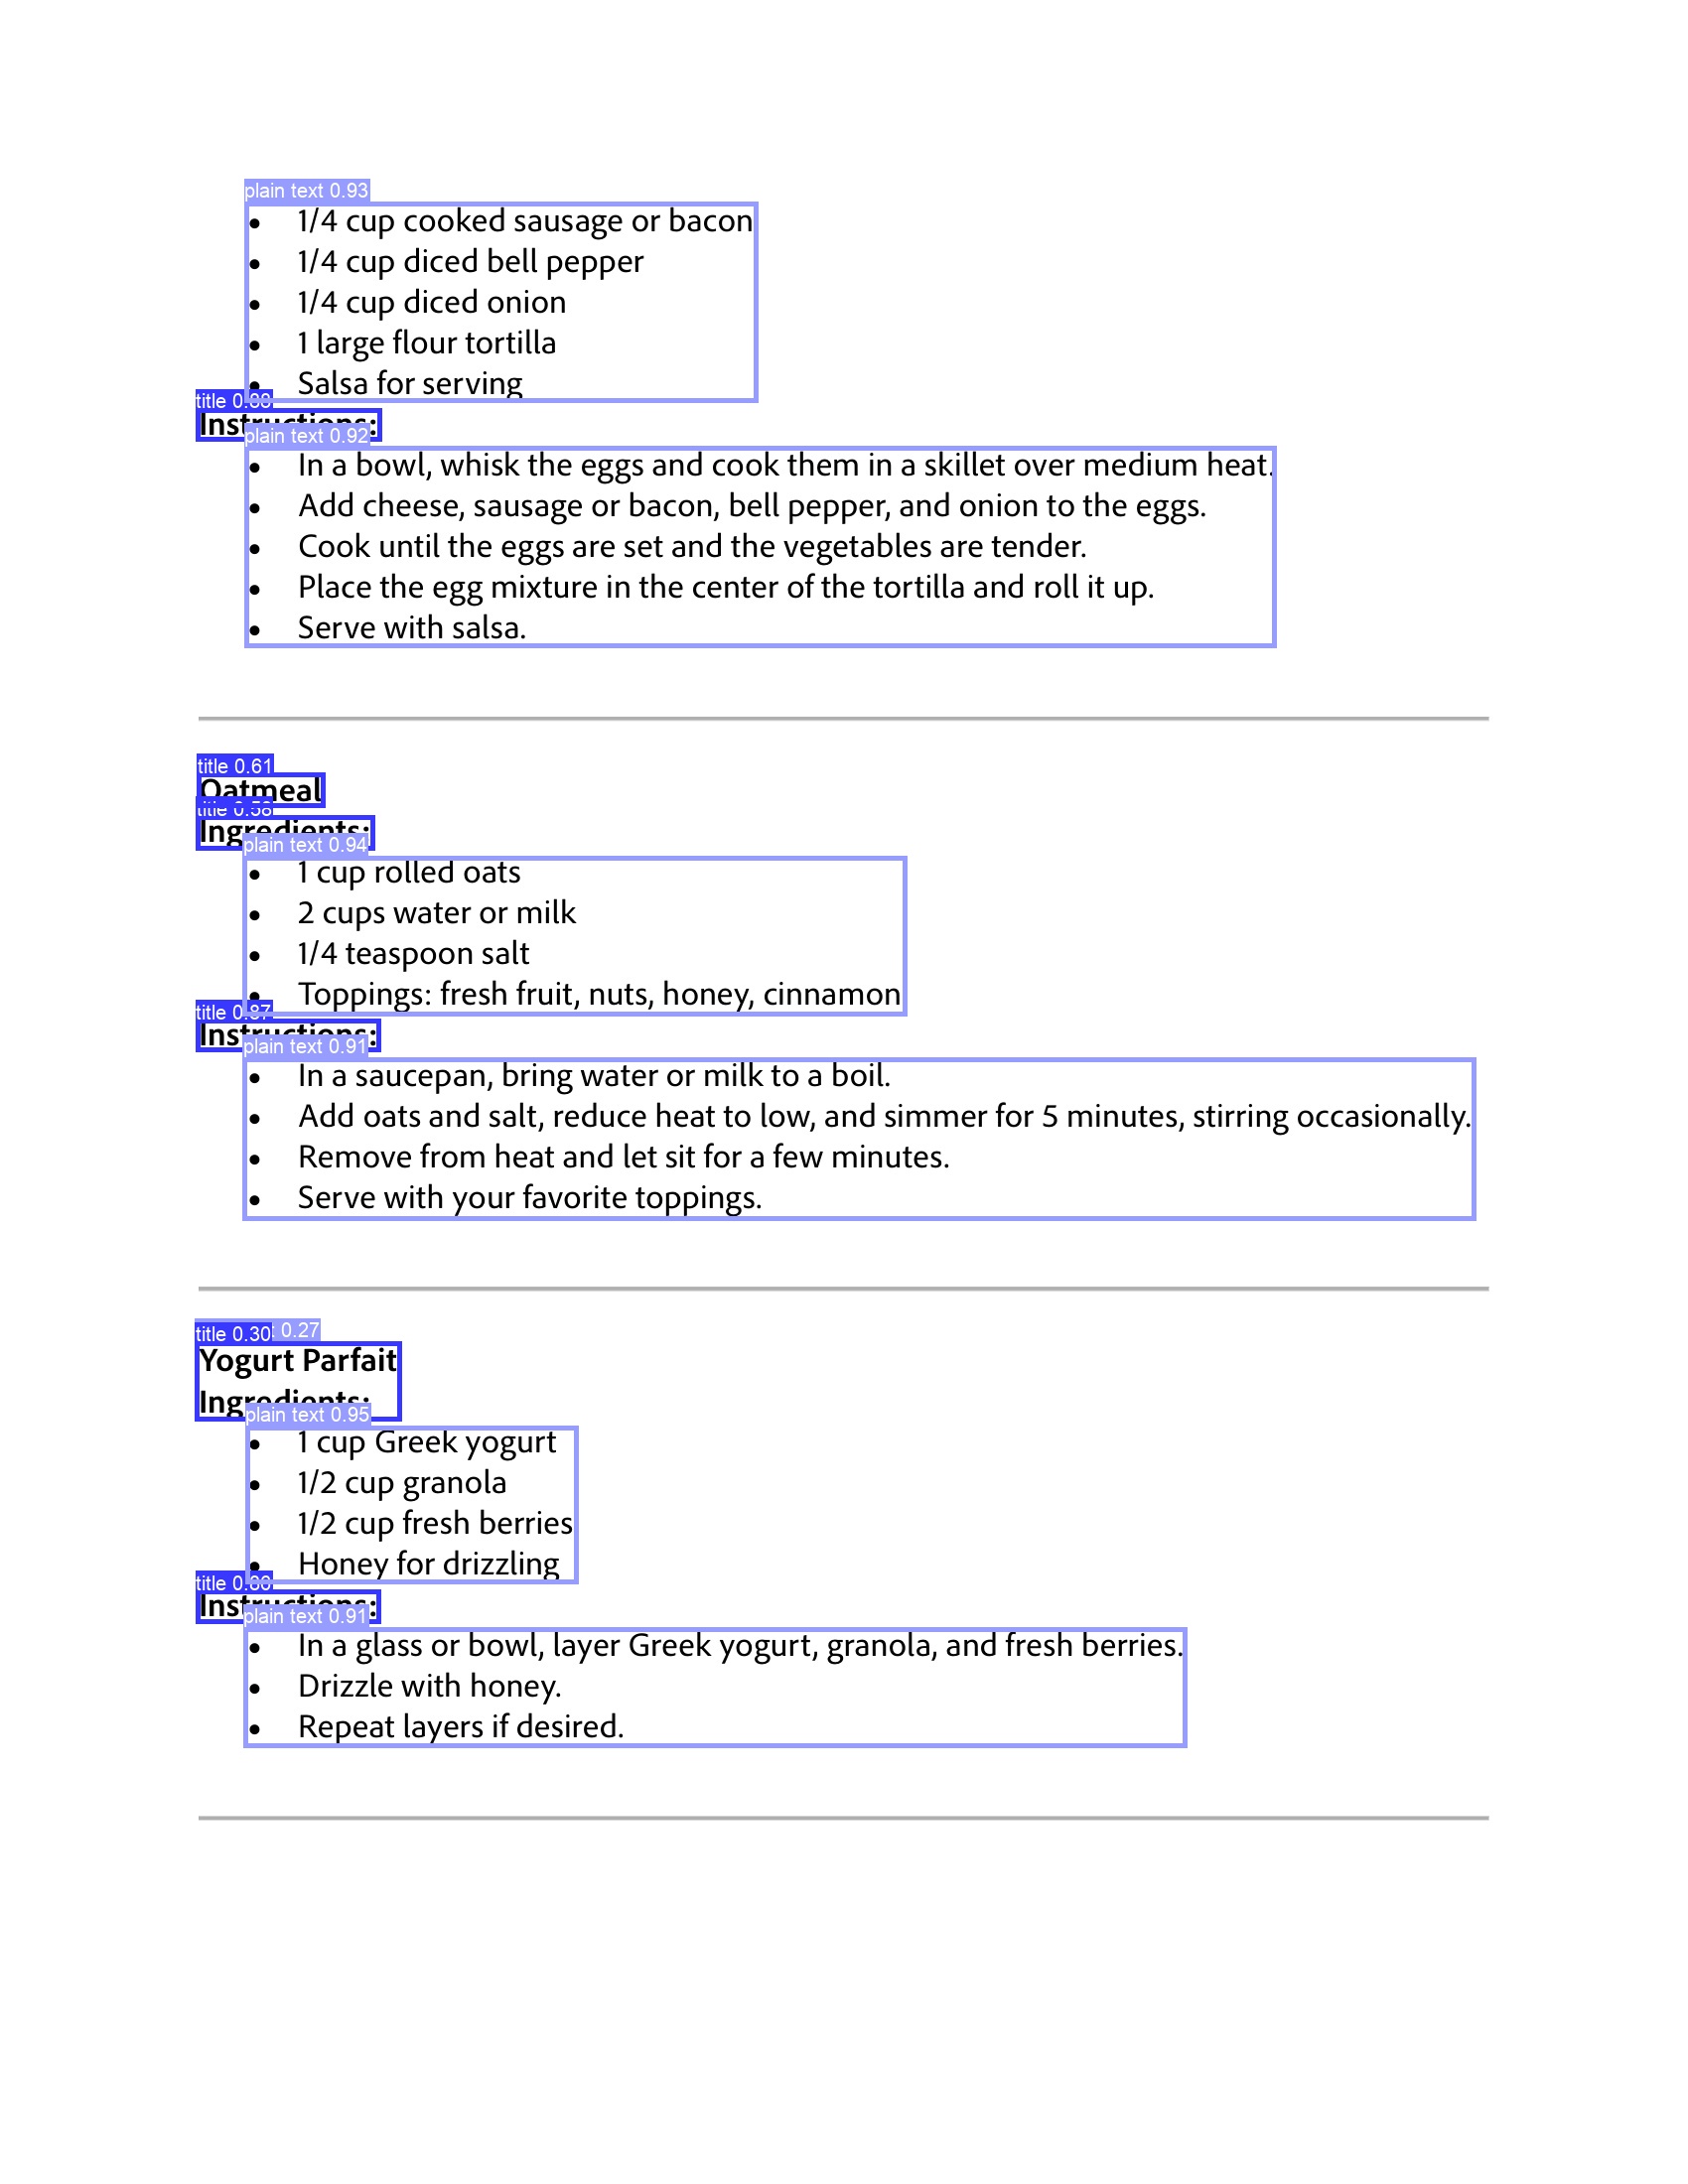 plain text 0.93
• 1/4 cup cooked sausage or bacon
• 1/4 cup diced bell pepper
• 1/4 cup diced onion
• 1 large flour tortilla
• Salsa for serving
title
Instructions:
plain text 0.92
• In a bowl, whisk the eggs and cook them in a skillet over medium heat.
• Add cheese, sausage or bacon, bell pepper, and onion to the eggs.
• Cook until the eggs are set and the vegetables are tender.
• Place the egg mixture in the center of the tortilla and roll it up.
• Serve with salsa.
title 0.61
Oatmeal
title 0.58
Ingredients:
plain text 0.94
• 1 cup rolled oats
• 2 cups water or milk
• 1/4 teaspoon salt
• Toppings: fresh fruit, nuts, honey, cinnamon
title 0.87
Instructions:
plain text 0.91
• In a saucepan, bring water or milk to a boil.
• Add oats and salt, reduce heat to low, and simmer for 5 minutes, stirring occasionally.
• Remove from heat and let sit for a few minutes.
• Serve with your favorite toppings.
title 0.30 0.27
Yogurt Parfait
Ingredients:
plain text 0.95
• 1 cup Greek yogurt
• 1/2 cup granola
• 1/2 cup fresh berries
• Honey for drizzling
title
Instructions:
plain text 0.91
• In a glass or bowl, layer Greek yogurt, granola, and fresh berries.
• Drizzle with honey.
• Repeat layers if desired.